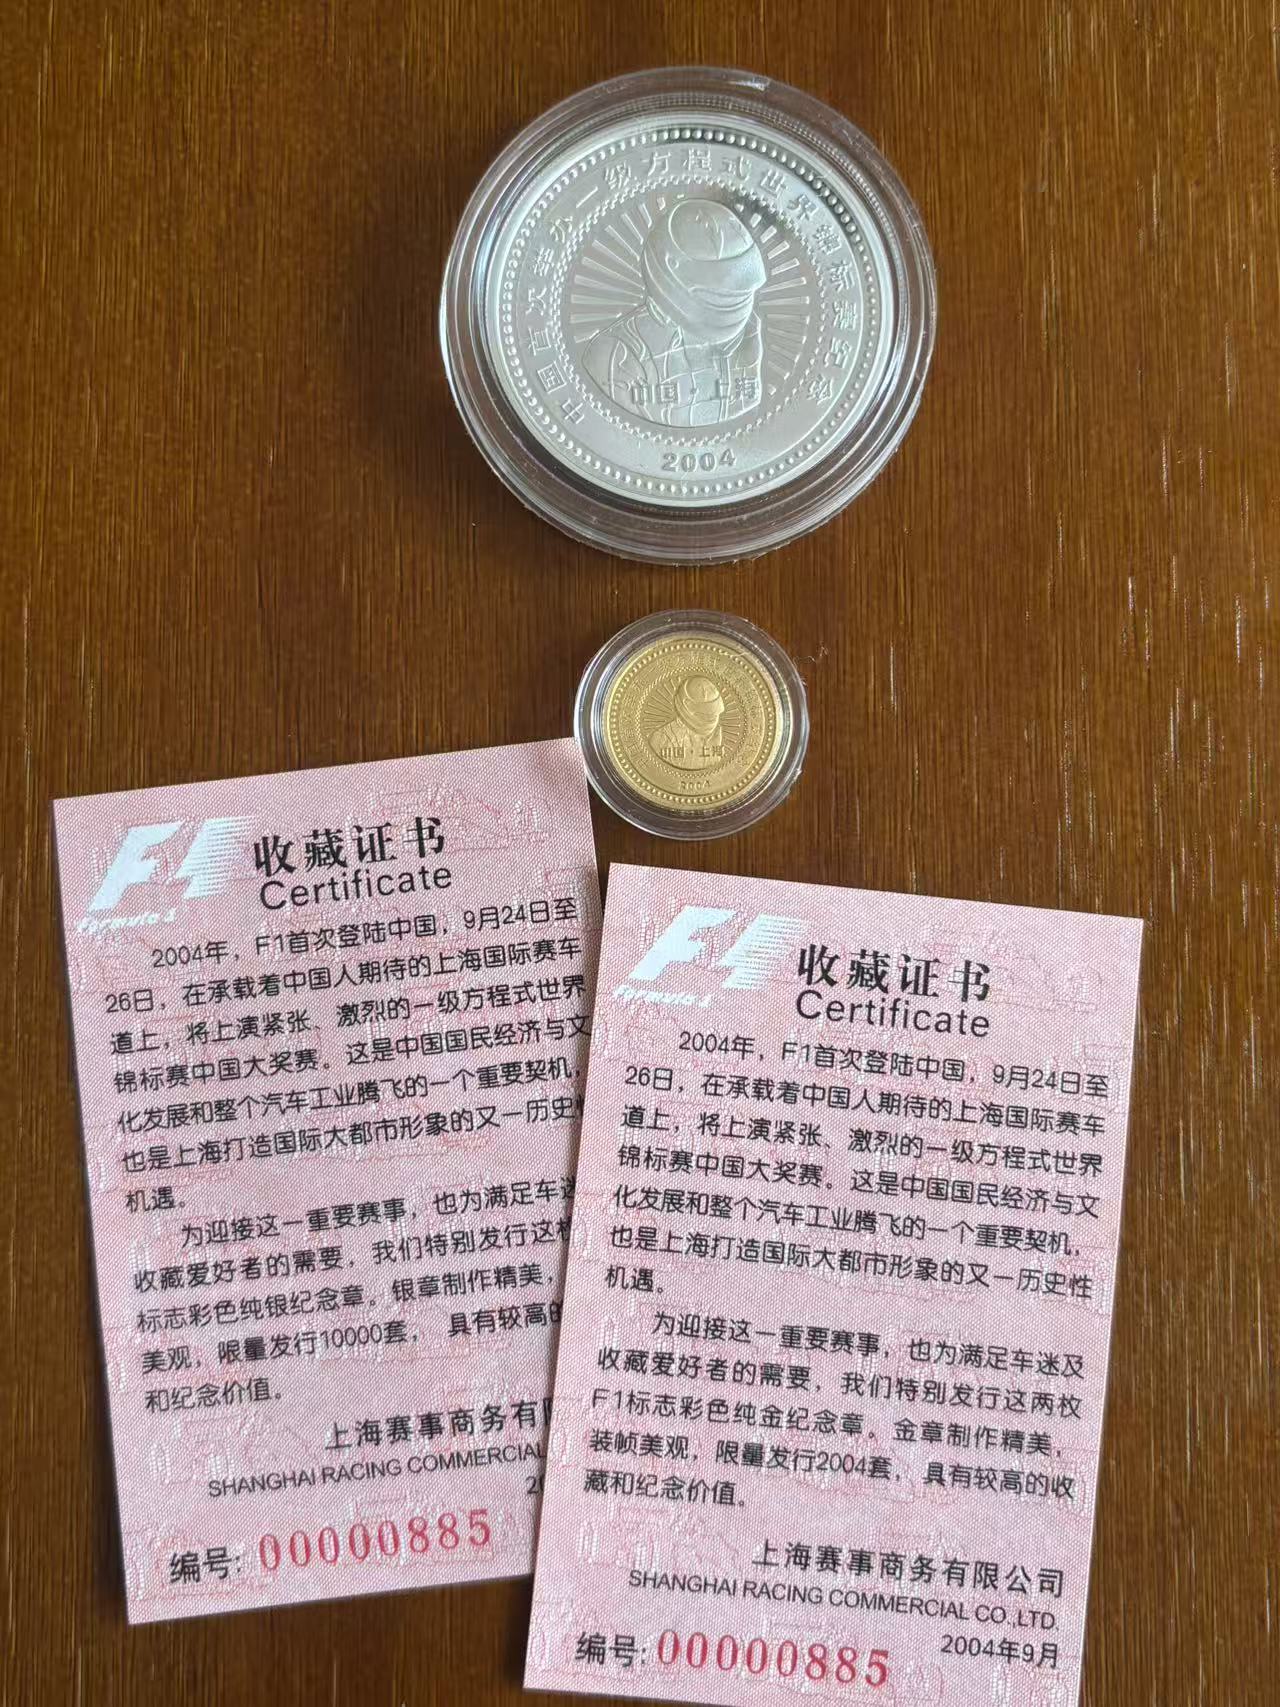 中国首次举办一级方程式世界锦标赛纪念
中国·上海
2004
中国·上海
2004
F1
Formula 1
收藏证书
Certificate
2004年，F1首次登陆中国，9月24日至
26日，在承载着中国人期待的上海国际赛车
道上，将上演紧张、激烈的一级方程式世界
锦标赛中国大奖赛。这是中国国民经济与文
化发展和整个汽车工业腾飞的一个重要契机，
也是上海打造国际大都市形象的又一历史
机遇。
为迎接这一重要赛事，也为满足车迷
收藏爱好者的需要，我们特别发行这
标志彩色纯银纪念章。银章制作精美，
美观，限量发行10000套， 具有较高的
和纪念价值。
上海赛事商务有限
SHANGHAI RACING COMMERCIAL
编号: 00000885
F1
Formula 1
收藏证书
Certificate
2004年，F1首次登陆中国，9月24日至
26日，在承载着中国人期待的上海国际赛车
道上，将上演紧张、激烈的一级方程式世界
锦标赛中国大奖赛。这是中国国民经济与文
化发展和整个汽车工业腾飞的一个重要契机，
也是上海打造国际大都市形象的又一历史性
机遇。
为迎接这一重要赛事，也为满足车迷及
收藏爱好者的需要，我们特别发行这两枚
F1标志彩色纯金纪念章。金章制作精美，
装帧美观，限量发行2004套， 具有较高的收
藏和纪念价值。
上海赛事商务有限公司
SHANGHAI RACING COMMERCIAL CO.,LTD.
2004年9月
编号: 00000885